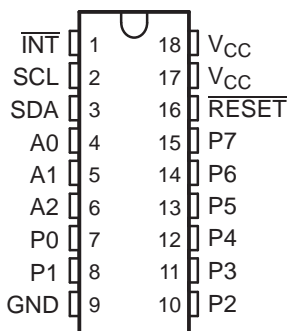 INT 1 18 VCC
SCL 2 17 VCC
SDA 3 16 RESET
A0 4 15 P7
A1 5 14 P6
A2 6 13 P5
P0 7 12 P4
P1 8 11 P3
GND 9 10 P2